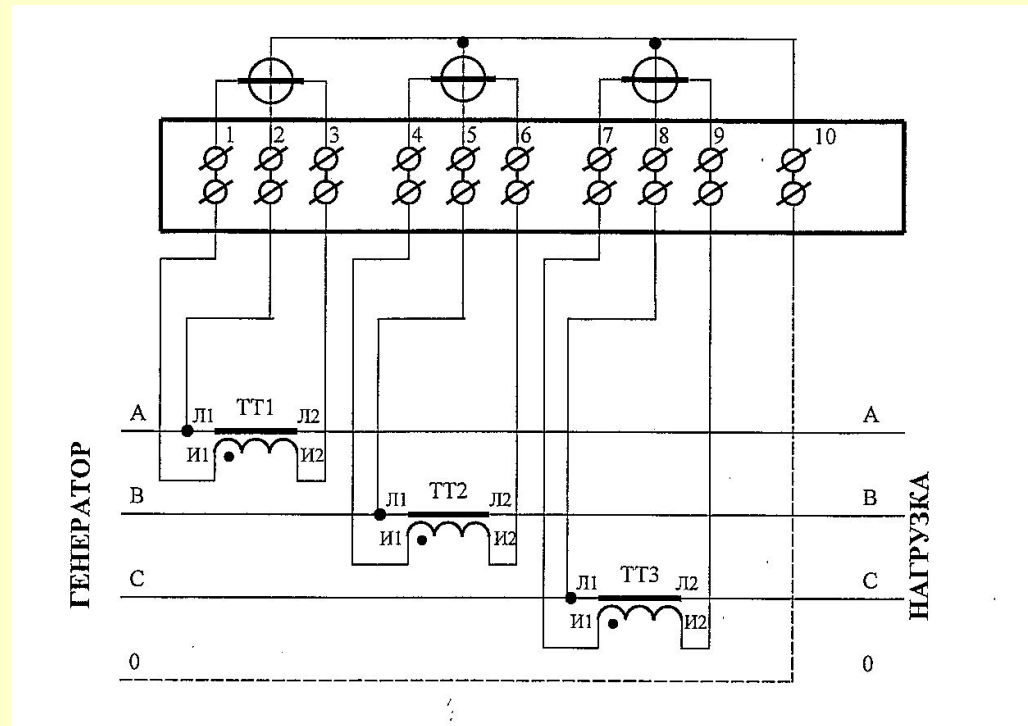 1 2 3 4 5 6 7 8 9 10
А Л1 ТТ1 Л2 А
И1 И2
В Л1 ТТ2 Л2 В
И1 И2
С Л1 ТТ3 Л2 С
И1 И2
0 0
ГЕНЕРАТОР
НАГРУЗКА